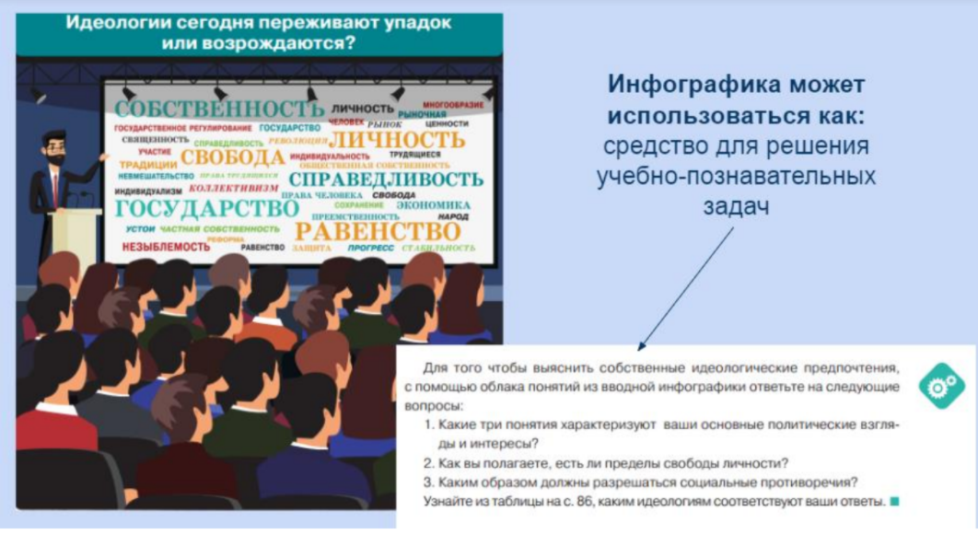 Идеологии сегодня переживают упадок
или возрождаются?
СОБСТВЕННОСТЬ ЛИЧНОСТЬ МНОГООБРАЗИЕ
РЫНОЧНАЯ
ГОСУДАРСТВЕННОЕ РЕГУЛИРОВАНИЕ ГОСУДАРСТВО ЧЕЛОВЕК РЫНОК ЦЕННОСТИ
СВЯЩЕННОСТЬ СПРАВЕДЛИВОСТЬ РЕВОЛЮЦИЯ ЛИЧНОСТЬ
УЧАСТИЕ СВОБОДА ИНДИВИДУАЛЬНОСТЬ ТРУДЯЩИЕСЯ
ТРАДИЦИИ ОБЩЕСТВЕННАЯ СОБСТВЕННОСТЬ
НЕВМЕШАТЕЛЬСТВО ПРАВА ТРУДЯЩИХСЯ СПРАВЕДЛИВОСТЬ
ИНДИВИДУАЛИЗМ КОЛЛЕКТИВИЗМ ПРАВА ЧЕЛОВЕКА СВОБОДА
ГОСУДАРСТВО СОХРАНЕНИЕ ЭКОНОМИКА
ПРЕЕМСТВЕННОСТЬ НАРОД
УСТОИ ЧАСТНАЯ СОБСТВЕННОСТЬ РАВЕНСТВО
РЕФОРМА
НЕЗЫБЛЕМОСТЬ РАВЕНСТВО ЗАЩИТА ПРОГРЕСС СТАБИЛЬНОСТЬ
Инфографика может
использоваться как:
средство для решения
учебно-познавательных
задач
Для того чтобы выяснить собственные идеологические предпочтения,
с помощью облака понятий из вводной инфографики ответьте на следующие
вопросы:
1. Какие три понятия характеризуют ваши основные политические взгля-
ды и интересы?
2. Как вы полагаете, есть ли пределы свободы личности?
3. Каким образом должны разрешаться социальные противоречия?
Узнайте из таблицы на с. 86, каким идеологиям соответствуют ваши ответы.